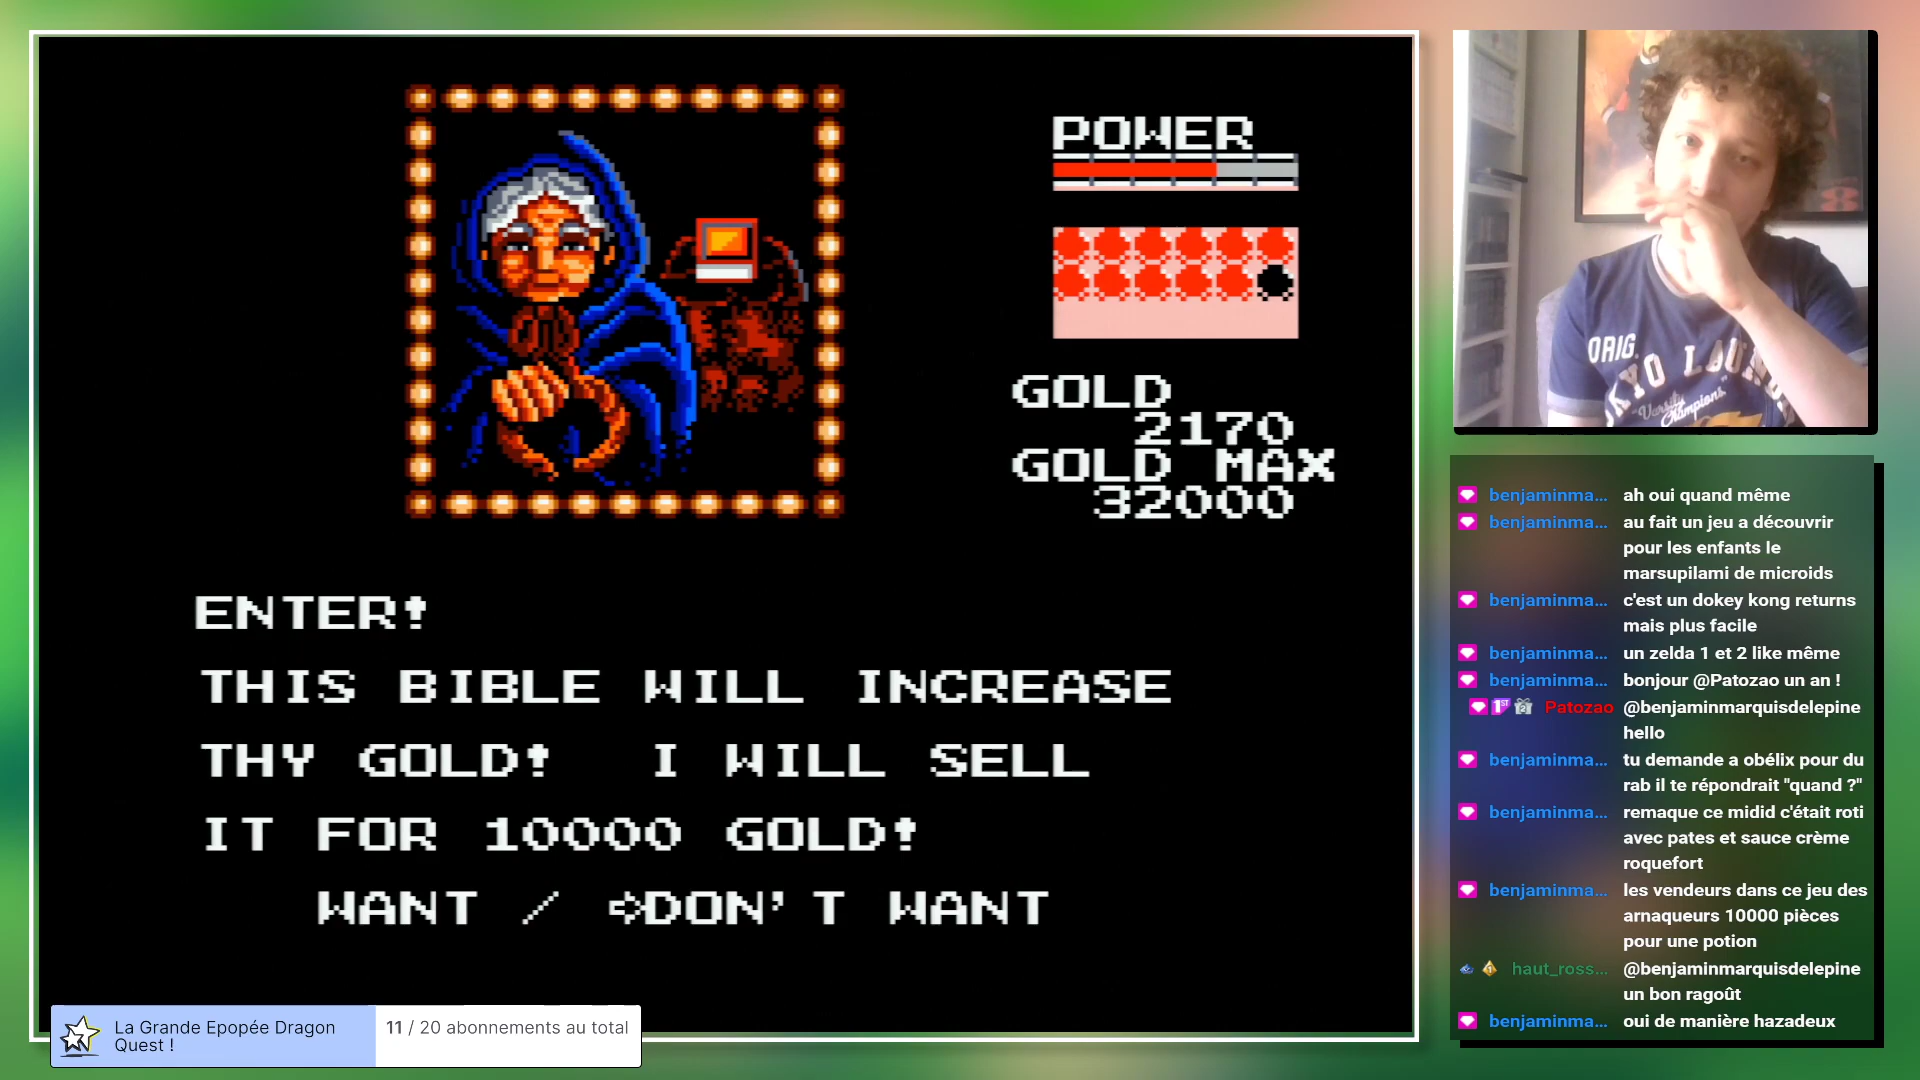 POWER
GOLD
2170
GOLD MAX
32000
ENTER!
THIS BIBLE WILL INCREASE
THY GOLD! I WILL SELL
IT FOR 10000 GOLD!
WANT / ➪DON'T WANT
La Grande Epopée Dragon
Quest !
11 / 20 abonnements au total
ORIG.
Varsity
Champions
benjaminma... ah oui quand même
benjaminma... au fait un jeu a découvrir
pour les enfants le
marsupilami de microids
benjaminma... c'est un dokey kong returns
mais plus facile
benjaminma... un zelda 1 et 2 like même
benjaminma... bonjour @Patozao un an !
Patozao @benjaminmarquisdelepine
hello
benjaminma... tu demande a obélix pour du
rab il te répondrait "quand ?"
benjaminma... remaque ce midid c'était roti
avec pates et sauce crème
roquefort
benjaminma... les vendeurs dans ce jeu des
arnaqueurs 10000 pièces
pour une potion
haut_ross... @benjaminmarquisdelepine
un bon ragoût
benjaminma... oui de manière hazadeux